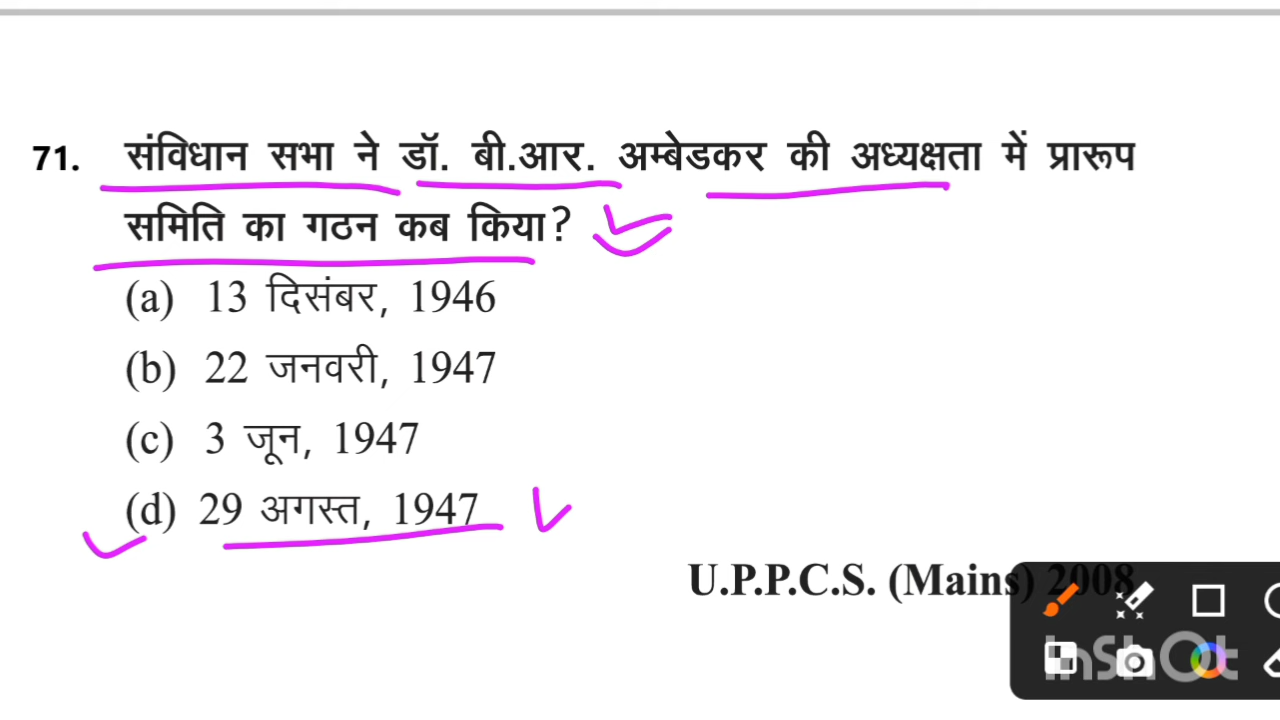 71. संविधान सभा ने डॉ. बी.आर. अम्बेडकर की अध्यक्षता में प्रारूप
समिति का गठन कब किया?
(a) 13 दिसंबर, 1946
(b) 22 जनवरी, 1947
(c) 3 जून, 1947
(d) 29 अगस्त, 1947
U.P.P.C.S. (Mains) 2008
InShOt